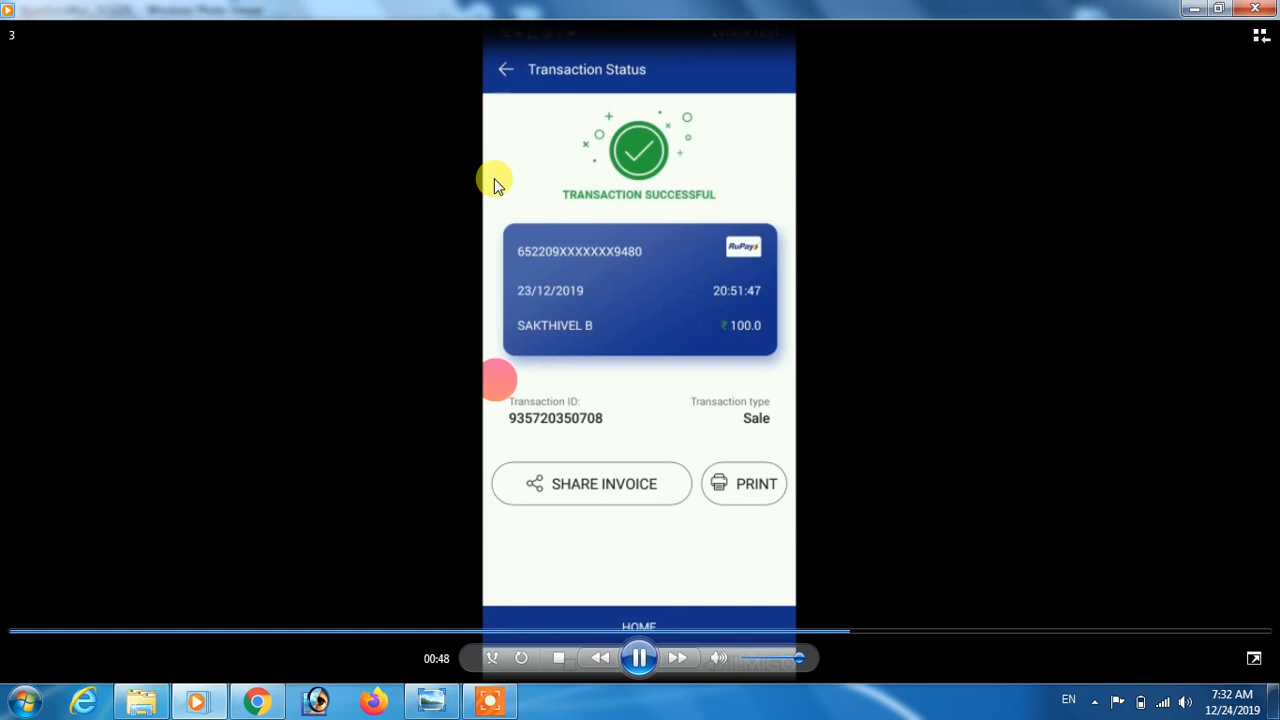 3
Transaction Status
TRANSACTION SUCCESSFUL
652209XXXXXXX9480
RuPay
23/12/2019
20:51:47
SAKTHIVEL B
₹ 100.0
Transaction ID:
Transaction type
935720350708
Sale
SHARE INVOICE
PRINT
HOME
00:48
EN
7:32 AM
12/24/2019